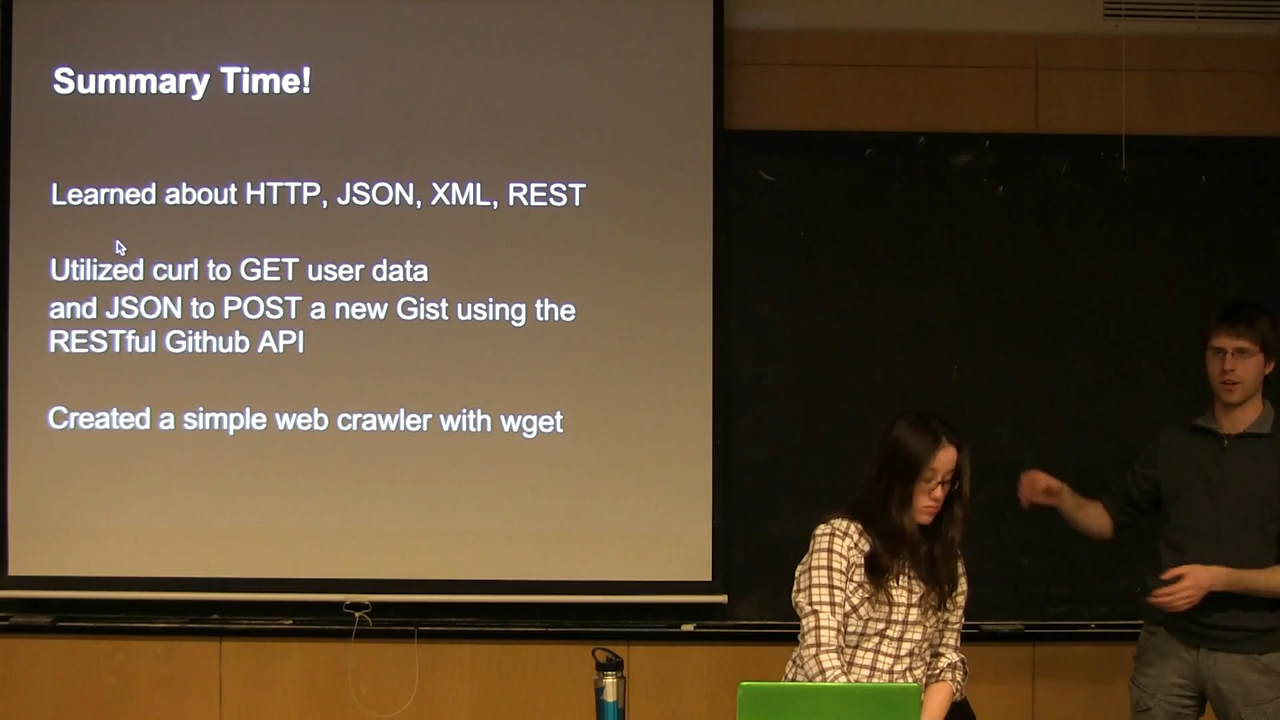 Summary Time!
Learned about HTTP, JSON, XML, REST
Utilized curl to GET user data
and JSON to POST a new Gist using the
RESTful Github API
Created a simple web crawler with wget